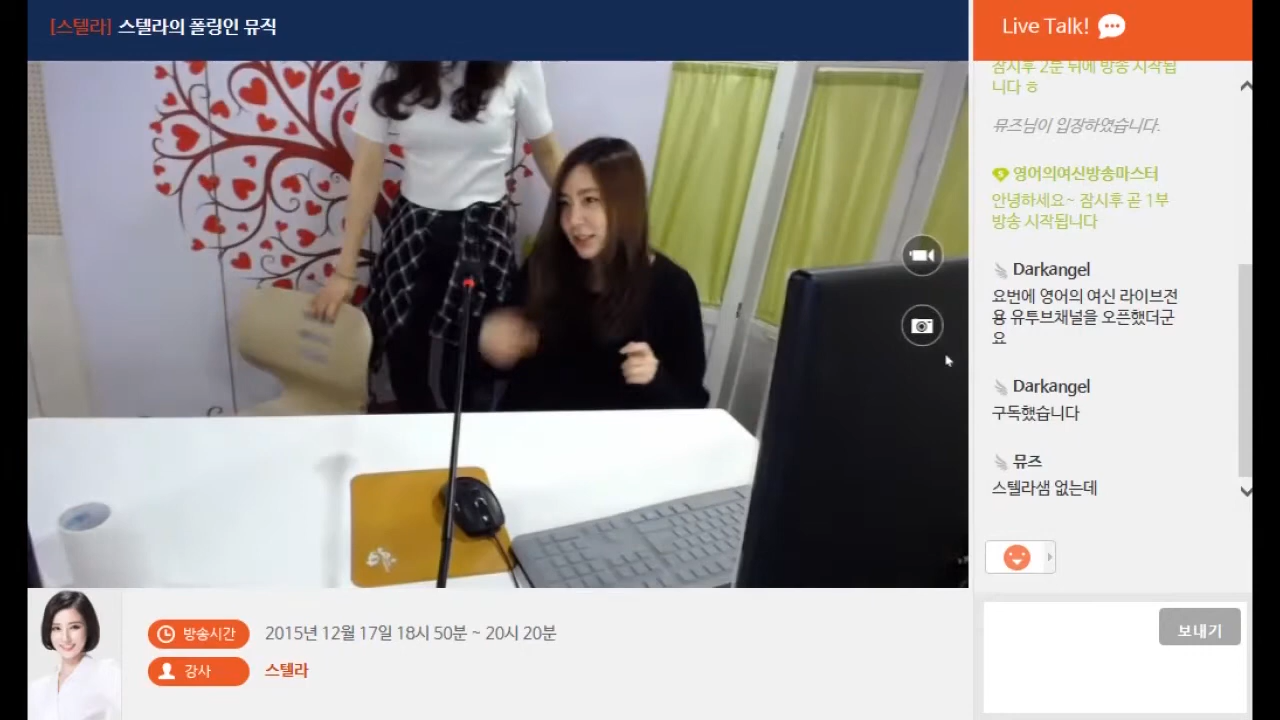 [스텔라] 스텔라의 폴링인 뮤직
Live Talk!
잠시후 2분 뒤에 방송 시작됩
니다 ㅎ
뮤즈님이 입장하였습니다.
영어의여신방송마스터
안녕하세요~ 잠시후 곧 1부
방송 시작됩니다
Darkangel
요번에 영어의 여신 라이브전
용 유투브채널을 오픈했더군
요
Darkangel
구독했습니다
뮤즈
스텔라샘 없는데
보내기
방송시간 2015년 12월 17일 18시 50분 ~ 20시 20분
강사 스텔라